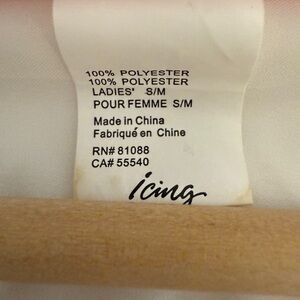 100% POLYESTER
100% POLYESTER
LADIES' S/M
POUR FEMME S/M
Made in China
Fabriqué en Chine
RN# 81088
CA# 55540
icing